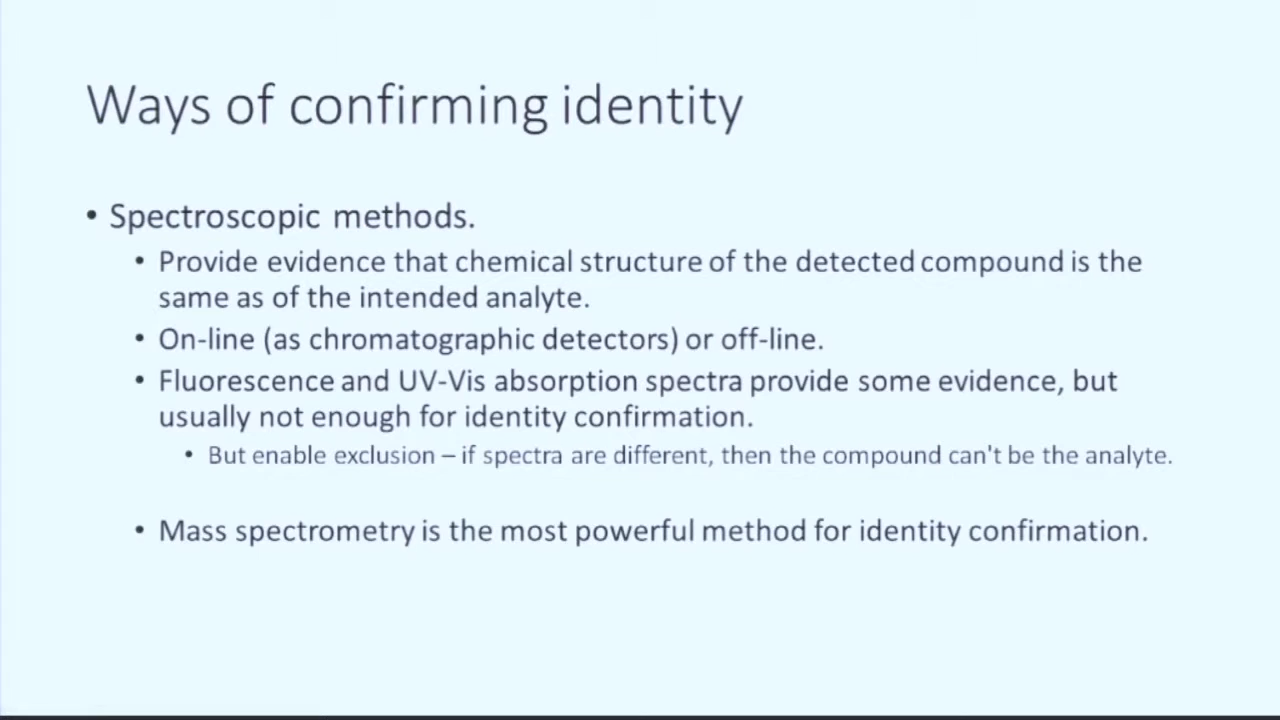 Ways of confirming identity
• Spectroscopic methods.
• Provide evidence that chemical structure of the detected compound is the
same as of the intended analyte.
• On-line (as chromatographic detectors) or off-line.
• Fluorescence and UV-Vis absorption spectra provide some evidence, but
usually not enough for identity confirmation.
• But enable exclusion – if spectra are different, then the compound can't be the analyte.
• Mass spectrometry is the most powerful method for identity confirmation.